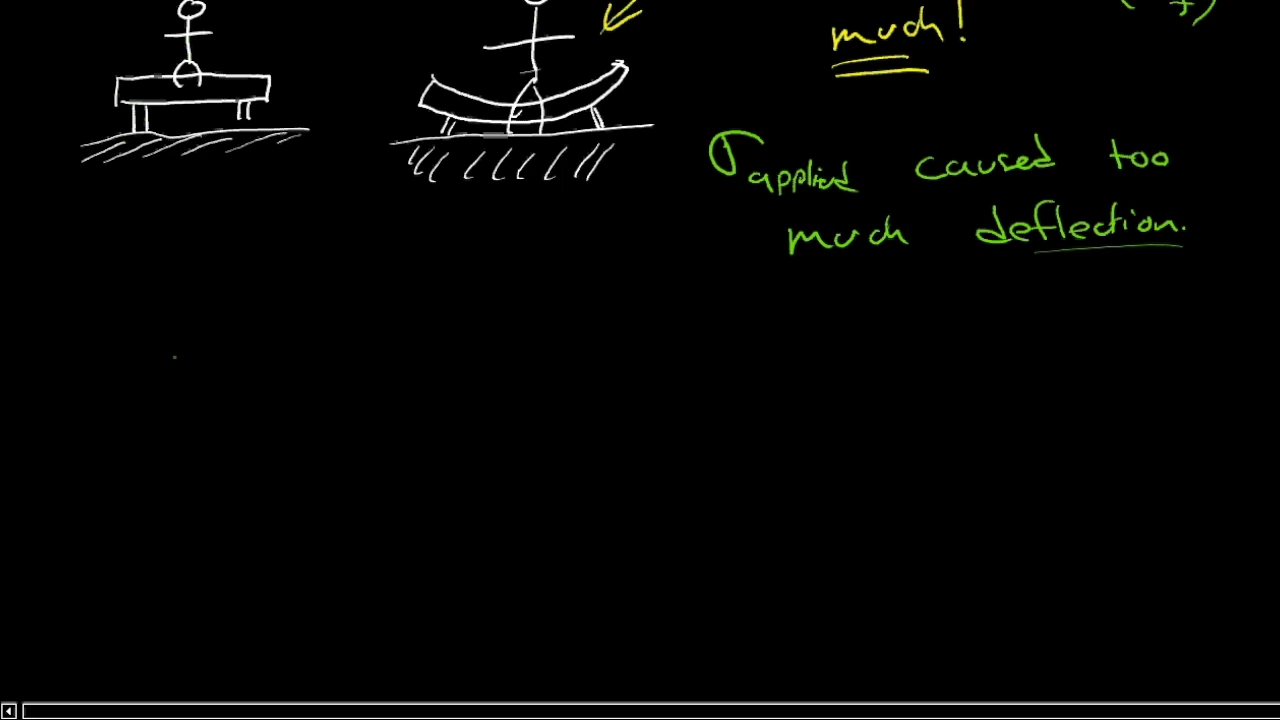 much!
σapplied caused too
much deflection.